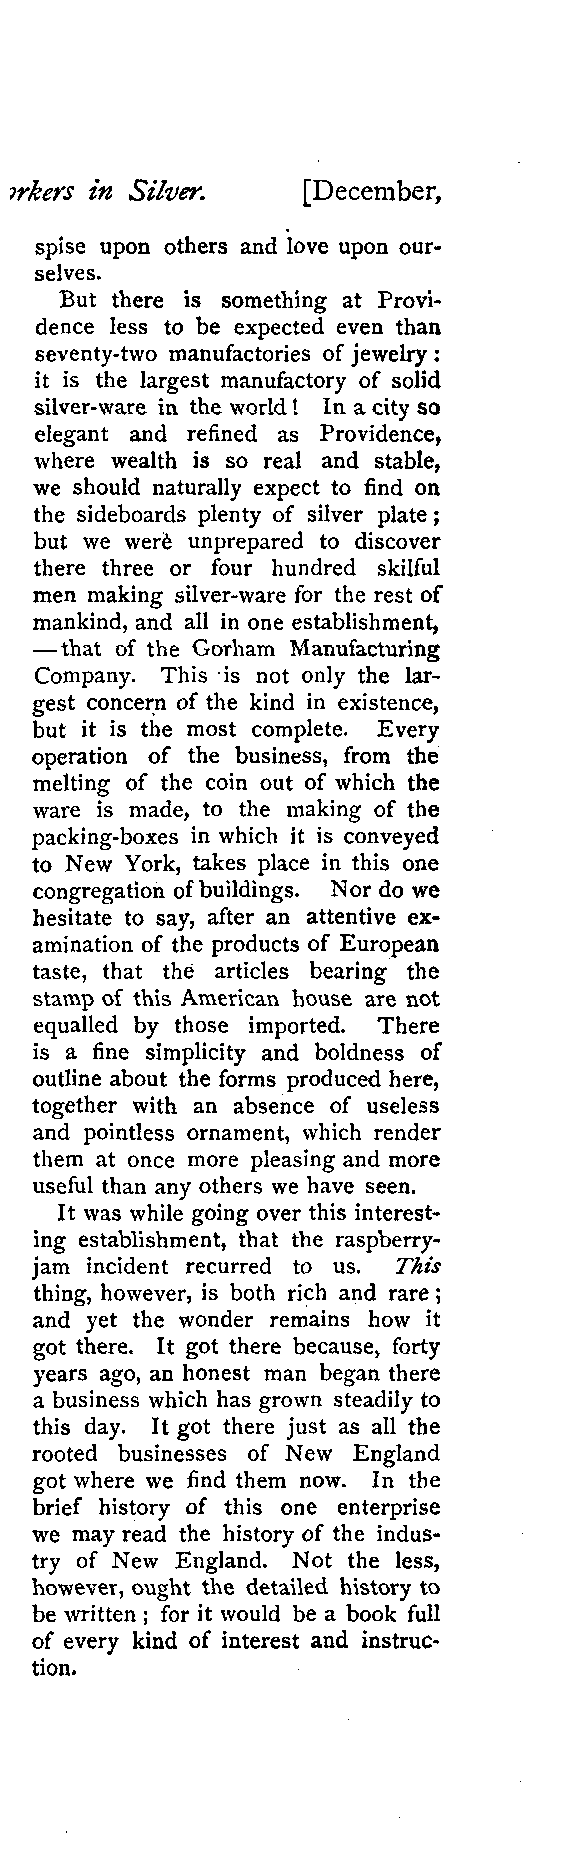 in Silver. [December,
spise upon others and love upon our-
selves.
But there is something at Provi-
dence less to be expected even than
seventy-two manufactories of jewelry :
it is the largest manufactory of solid
silver-ware in the world! In a city so
elegant and refined as Providence,
where wealth is so real and stable,
we should naturally expect to find on
the sideboards plenty of silver plate ;
but we were unprepared to discover
there three or four hundred skilful
men making silver-ware for the rest of
mankind, and all in one establishment,
—that of the Gorham Manufacturing
Company. This is not only the lar-
gest concern of the kind in existence,
but it is the most complete. Every
operation of the business, from the
melting of the coin out of which the
ware is made, to the making of the
packing-boxes in which it is conveyed
to New York, takes place in this one
congregation of buildings. Nor do we
hesitate to say, after an attentive ex-
amination of the products of European
taste, that the articles bearing the
stamp of this American house are not
equalled by those imported. There
is a fine simplicity and boldness of
outline about the forms produced here,
together with an absence of useless
and pointless ornament, which render
them at once more pleasing and more
useful than any others we have seen.
It was while going over this interest-
ing establishment, that the raspberry-
jam incident recurred to us. This
thing, however, is both rich and rare ;
and yet the wonder remains how it
got there. It got there because, forty
years ago, an honest man began there
a business which has grown steadily to
this day. It got there just as all the
rooted businesses of New England
got where we find them now. In the
brief history of this one enterprise
we may read the history of the indus-
try of New England. Not the less,
however, ought the detailed history to
be written ; for it would be a book full
of every kind of interest and instruc-
tion.